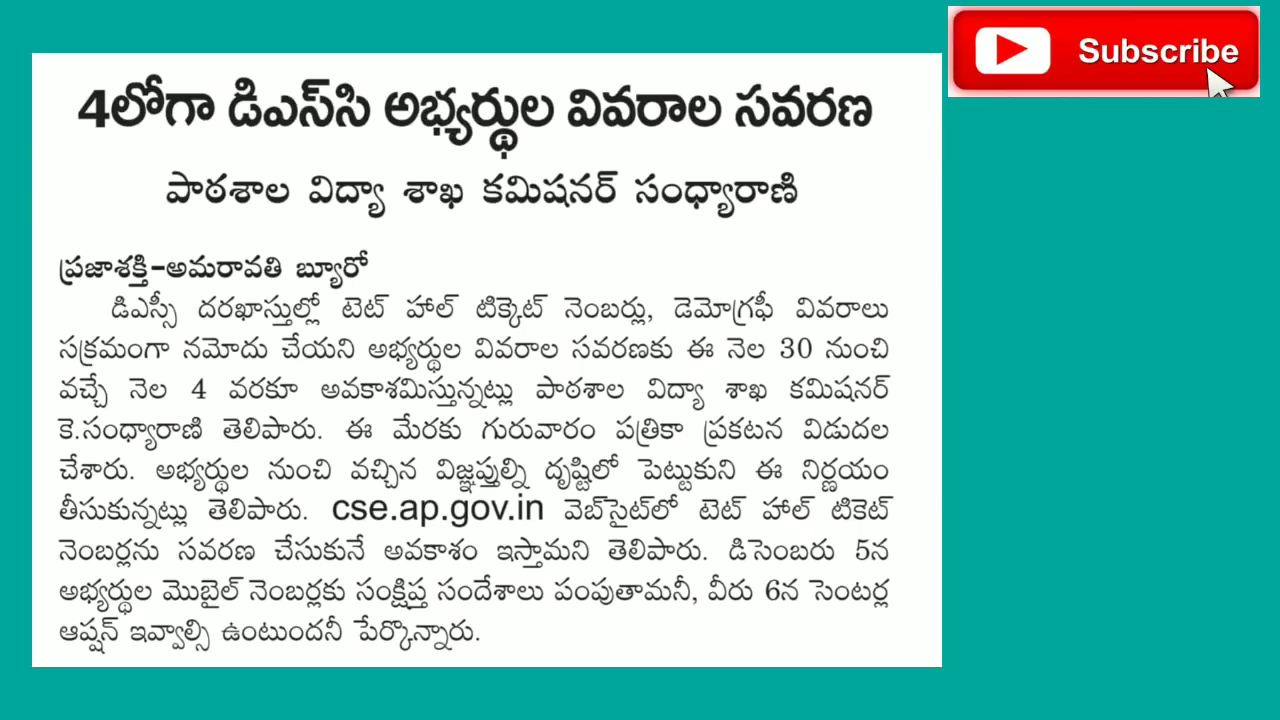 Subscribe
4లోగా డిఎస్‌సి అభ్యర్థుల వివరాల సవరణ
పాఠశాల విద్యా శాఖ కమిషనర్ సంధ్యారాణి
ప్రజాశక్తి-అమరావతి బ్యూరో
డిఎస్సీ దరఖాస్తుల్లో టెట్ హాల్ టిక్కెట్ నెంబర్లు, డెమోగ్రఫీ వివరాలు
సక్రమంగా నమోదు చేయని అభ్యర్థుల వివరాల సవరణకు ఈ నెల 30 నుంచి
వచ్చే నెల 4 వరకూ అవకాశమిస్తున్నట్లు పాఠశాల విద్యా శాఖ కమిషనర్
కె.సంధ్యారాణి తెలిపారు. ఈ మేరకు గురువారం పత్రికా ప్రకటన విడుదల
చేశారు. అభ్యర్థుల నుంచి వచ్చిన విజ్ఞప్తుల్ని దృష్టిలో పెట్టుకుని ఈ నిర్ణయం
తీసుకున్నట్లు తెలిపారు. cse.ap.gov.in వెబ్‌సైట్‌లో టెట్ హాల్ టికెట్
నెంబర్లను సవరణ చేసుకునే అవకాశం ఇస్తామని తెలిపారు. డిసెంబరు 5న
అభ్యర్థుల మొబైల్ నెంబర్లకు సంక్షిప్త సందేశాలు పంపుతామనీ, వీరు 6న సెంటర్ల
ఆప్షన్ ఇవ్వాల్సి ఉంటుందనీ పేర్కొన్నారు.